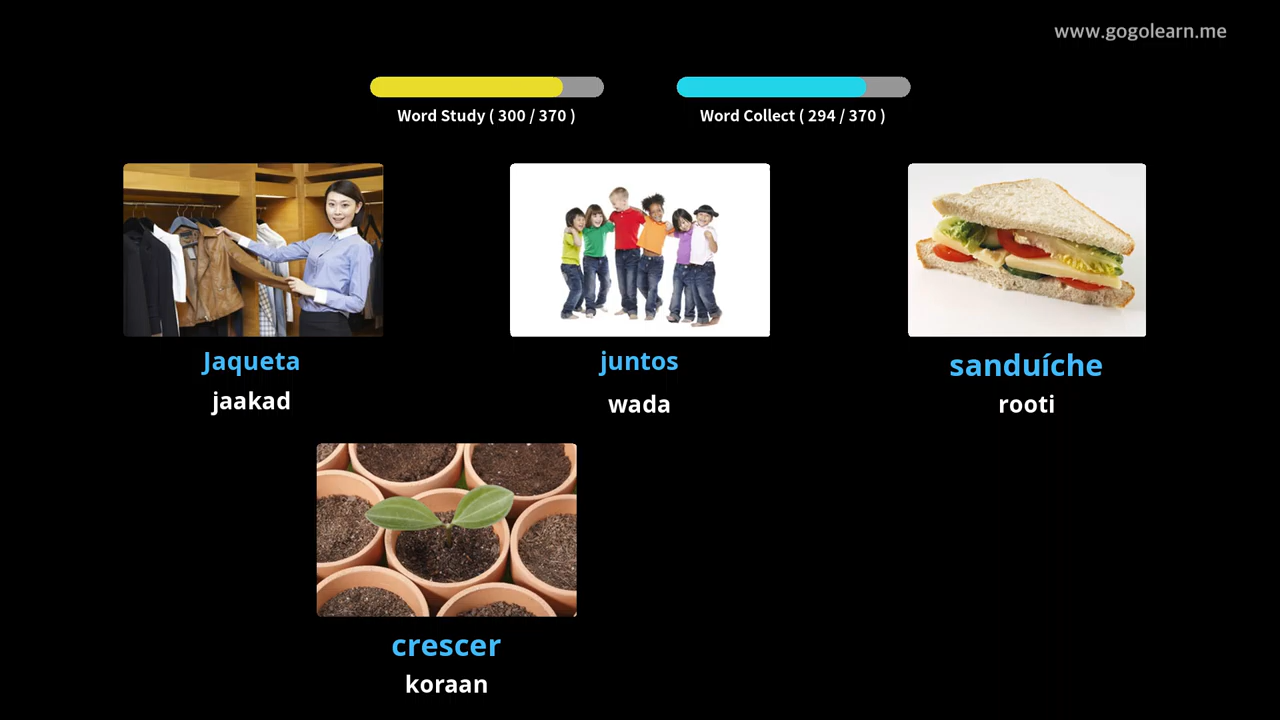 www.gogolearn.me
Word Study ( 300 / 370 )
Word Collect ( 294 / 370 )
Jaqueta
jaakad
juntos
wada
sanduíche
rooti
crescer
koraan